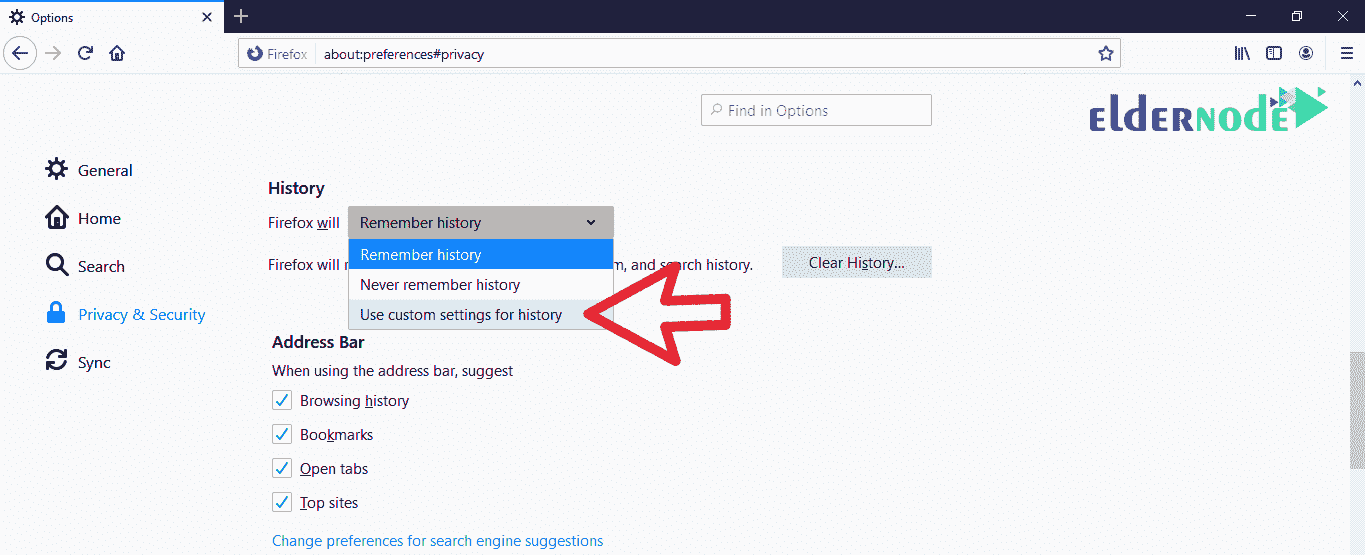 Options
Firefox about:preferences#privacy
Find in Options
ELDERNODE
General
Home
Search
Privacy & Security
Sync
History
Firefox will Remember history
Remember history
Never remember history
Use custom settings for history
Firefox will m, and search history.
Clear History...
Address Bar
When using the address bar, suggest
Browsing history
Bookmarks
Open tabs
Top sites
Change preferences for search engine suggestions